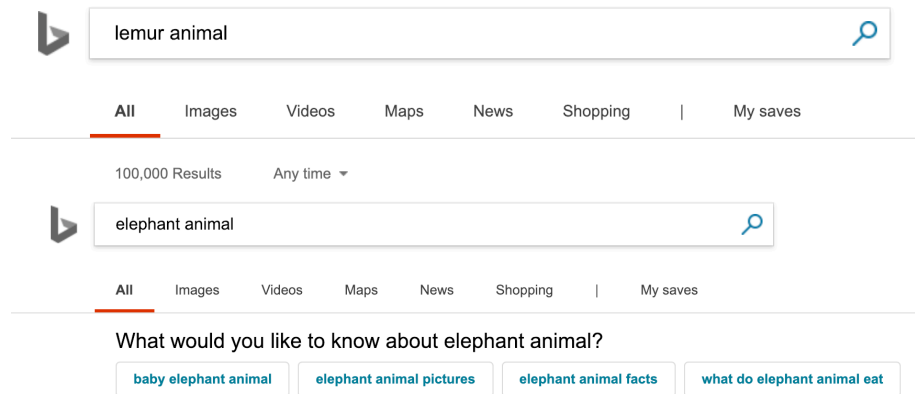 lemur animal
All Images Videos Maps News Shopping | My saves
100,000 Results Any time
elephant animal
All Images Videos Maps News Shopping | My saves
What would you like to know about elephant animal?
baby elephant animal elephant animal pictures elephant animal facts what do elephant animal eat